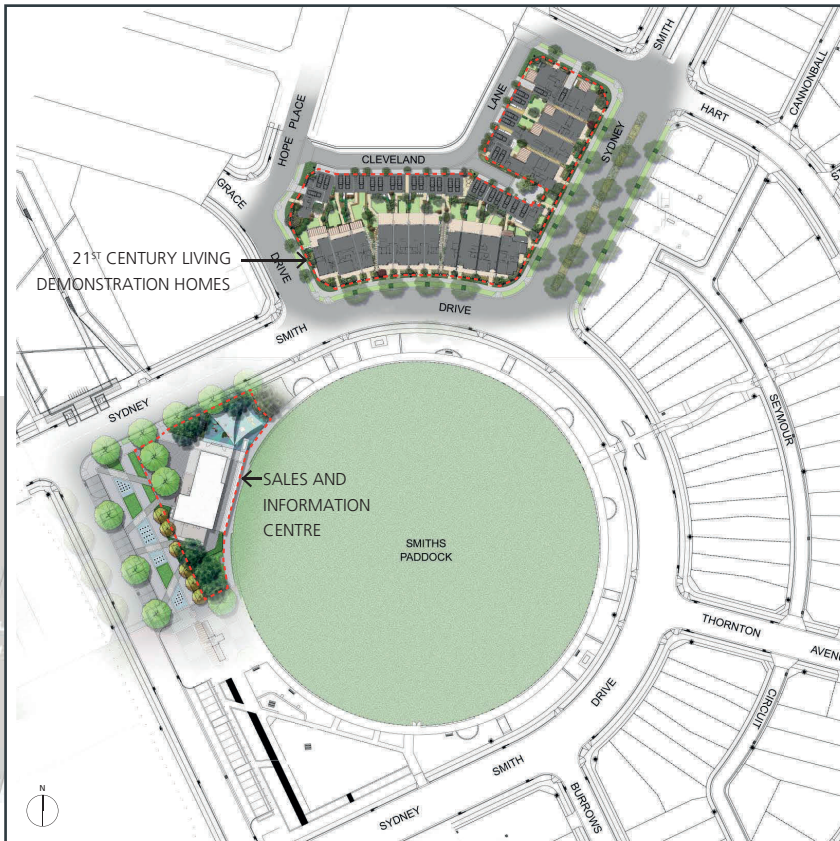 SMITH
CANNONBALL
HART
HOPE PLACE
LANE
SYDNEY
CLEVELAND
GRACE
DRIVE
21ST CENTURY LIVING
DEMONSTRATION HOMES
DRIVE
SMITH
SYDNEY
SEYMOUR
SALES AND
INFORMATION
CENTRE
SMITHS
PADDOCK
THORNTON
DRIVE
CIRCUIT
SMITH
SYDNEY
BURROWS
N